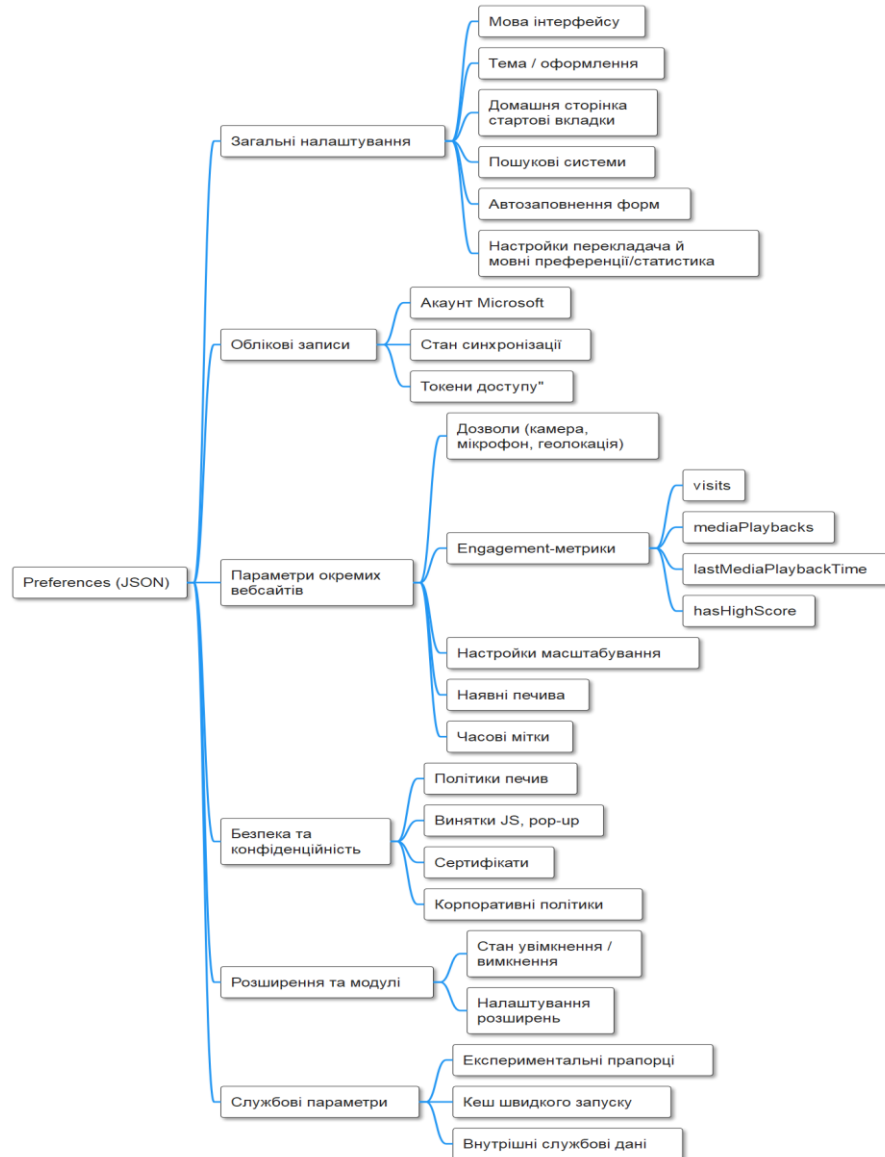 Preferences (JSON)
Загальні налаштування
Мова інтерфейсу
Тема / оформлення
Домашня сторінка
стартові вкладки
Пошукові системи
Автозаповнення форм
Настройки перекладача й
мовні преференції/статистика
Облікові записи
Акаунт Microsoft
Стан синхронізації
Токени доступу"
Параметри окремих
вебсайтів
Дозволи (камера,
мікрофон, геолокація)
Engagement-метрики
visits
mediaPlaybacks
lastMediaPlaybackTime
hasHighScore
Настройки масштабування
Наявні печива
Часові мітки
Безпека та
конфіденційність
Політики печив
Винятки JS, pop-up
Сертифікати
Корпоративні політики
Розширення та модулі
Стан увімкнення /
вимкнення
Налаштування
розширень
Службові параметри
Експериментальні прапорці
Кеш швидкого запуску
Внутрішні службові дані